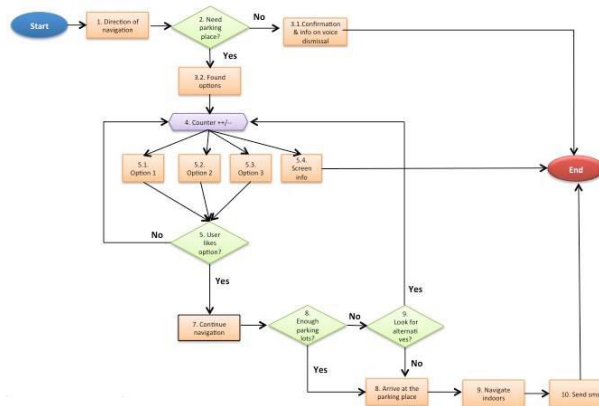 Start
1. Direction of
navigation
2. Need
parking
place?
No
3.1.Confirmation
& info on voice
dismissal
Yes
3.2. Found
options
4. Counter ++/--
5.1.
Option 1
5.2.
Option 2
5.3.
Option 3
5.4.
Screen
info
End
No
5. User
likes
option?
Yes
Yes
7. Continue
navigation
8.
Enough
parking
lots?
No
9.
Look for
alternati
ves?
Yes
No
8. Arrive at the
parking place
9. Navigate
indoors
10. Send sms